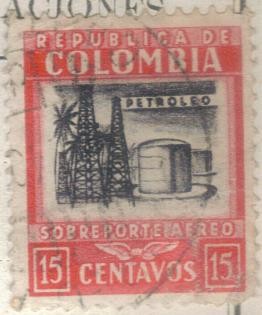 ACIONES
REPUBLICA DE
COLOMBIA
PETROLEO
SOBREPORTE AEREO
15 CENTAVOS 15